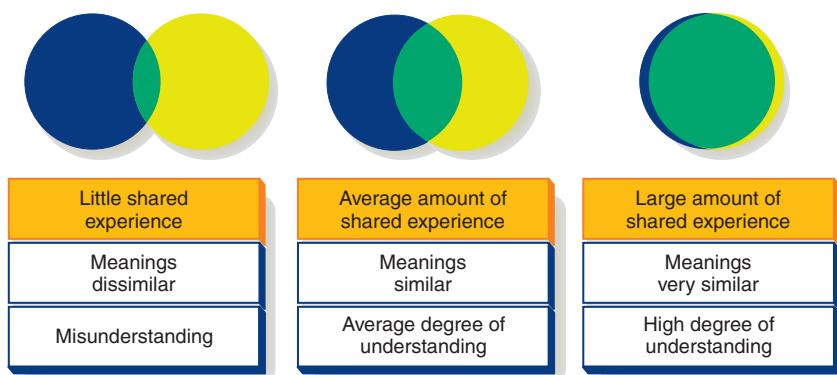 Little shared
experience
Meanings
dissimilar
Misunderstanding
Average amount of
shared experience
Meanings
similar
Average degree of
understanding
Large amount of
shared experience
Meanings
very similar
High degree of
understanding